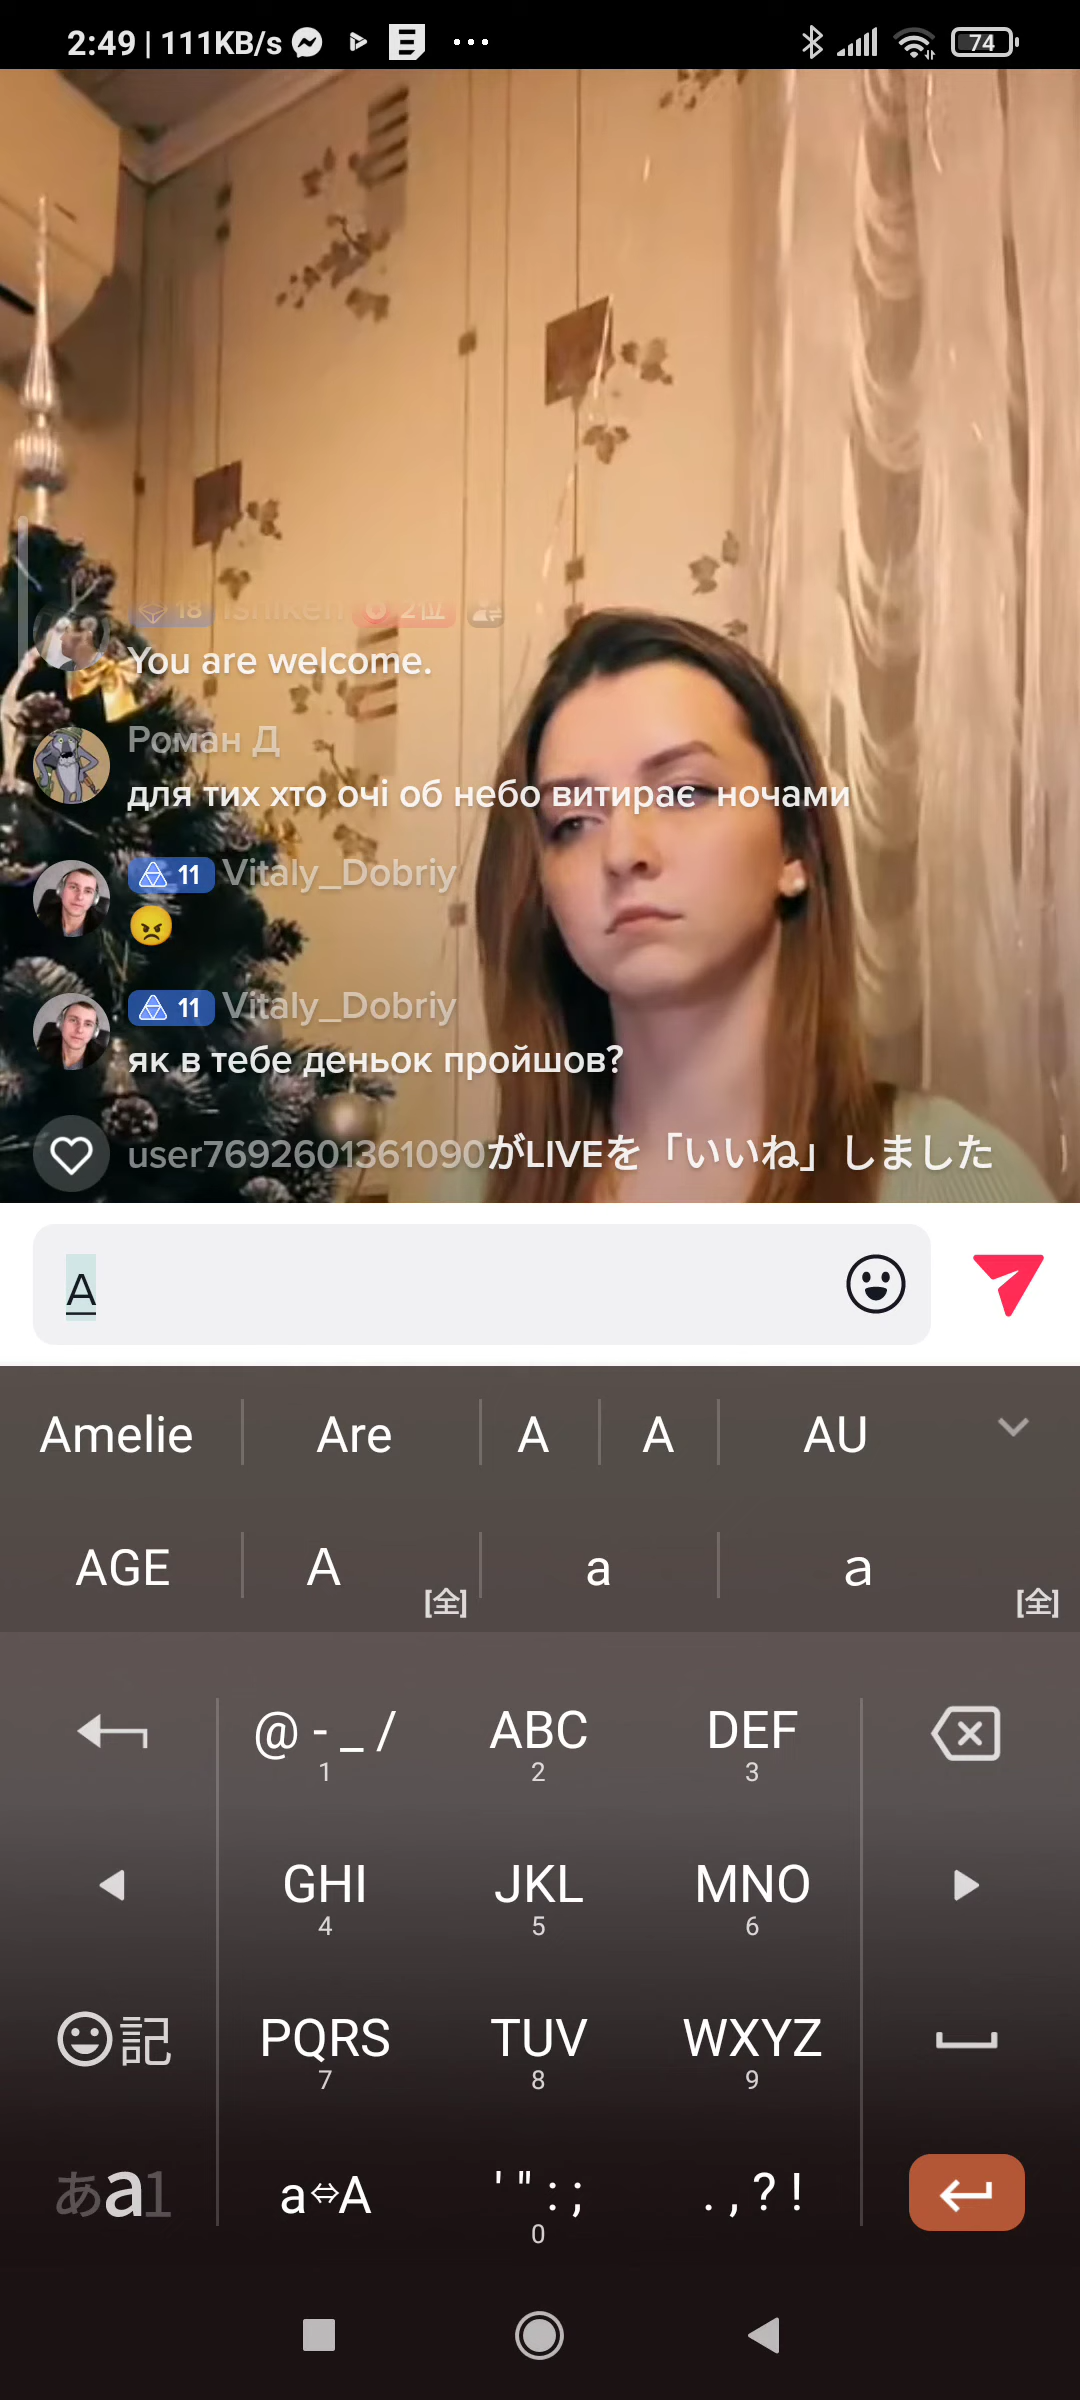 2:49 | 111KB/s
74
18 Ishiken 2位
You are welcome.
Роман Д
для тих хто очі об небо витирає ночами
11 Vitaly_Dobriy
😠
11 Vitaly_Dobriy
як в тебе деньок пройшов?
user7692601361090がLIVEを「いいね」しました
A
Amelie Are A A AU
AGE A [全] a a [全]
@-_/ ABC DEF
1 2 3
GHI JKL MNO
4 5 6
記 PQRS TUV WXYZ
7 8 9
あa1 a⇔A '":; .,?!
0